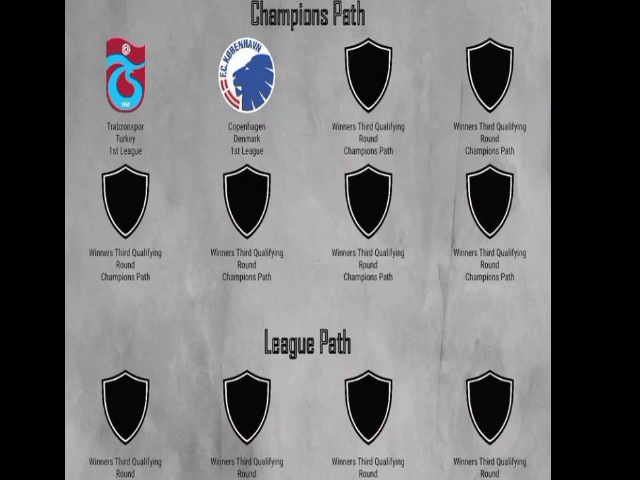 Champions Path
F.C. KØBENHAVN
1967
Trabzonspor
Turkey
1st League
Copenhagen
Denmark
1st League
Winners Third Qualifying
Round
Champions Path
Winners Third Qualifying
Round
Champions Path
Winners Third Qualifying
Round
Champions Path
Winners Third Qualifying
Round
Champions Path
Winners Third Qualifying
Round
Champions Path
Winners Third Qualifying
Round
Champions Path
League Path
Winners Third Qualifying
Round
Winners Third Qualifying
Round
Winners Third Qualifying
Round
Winners Third Qualifying
Round